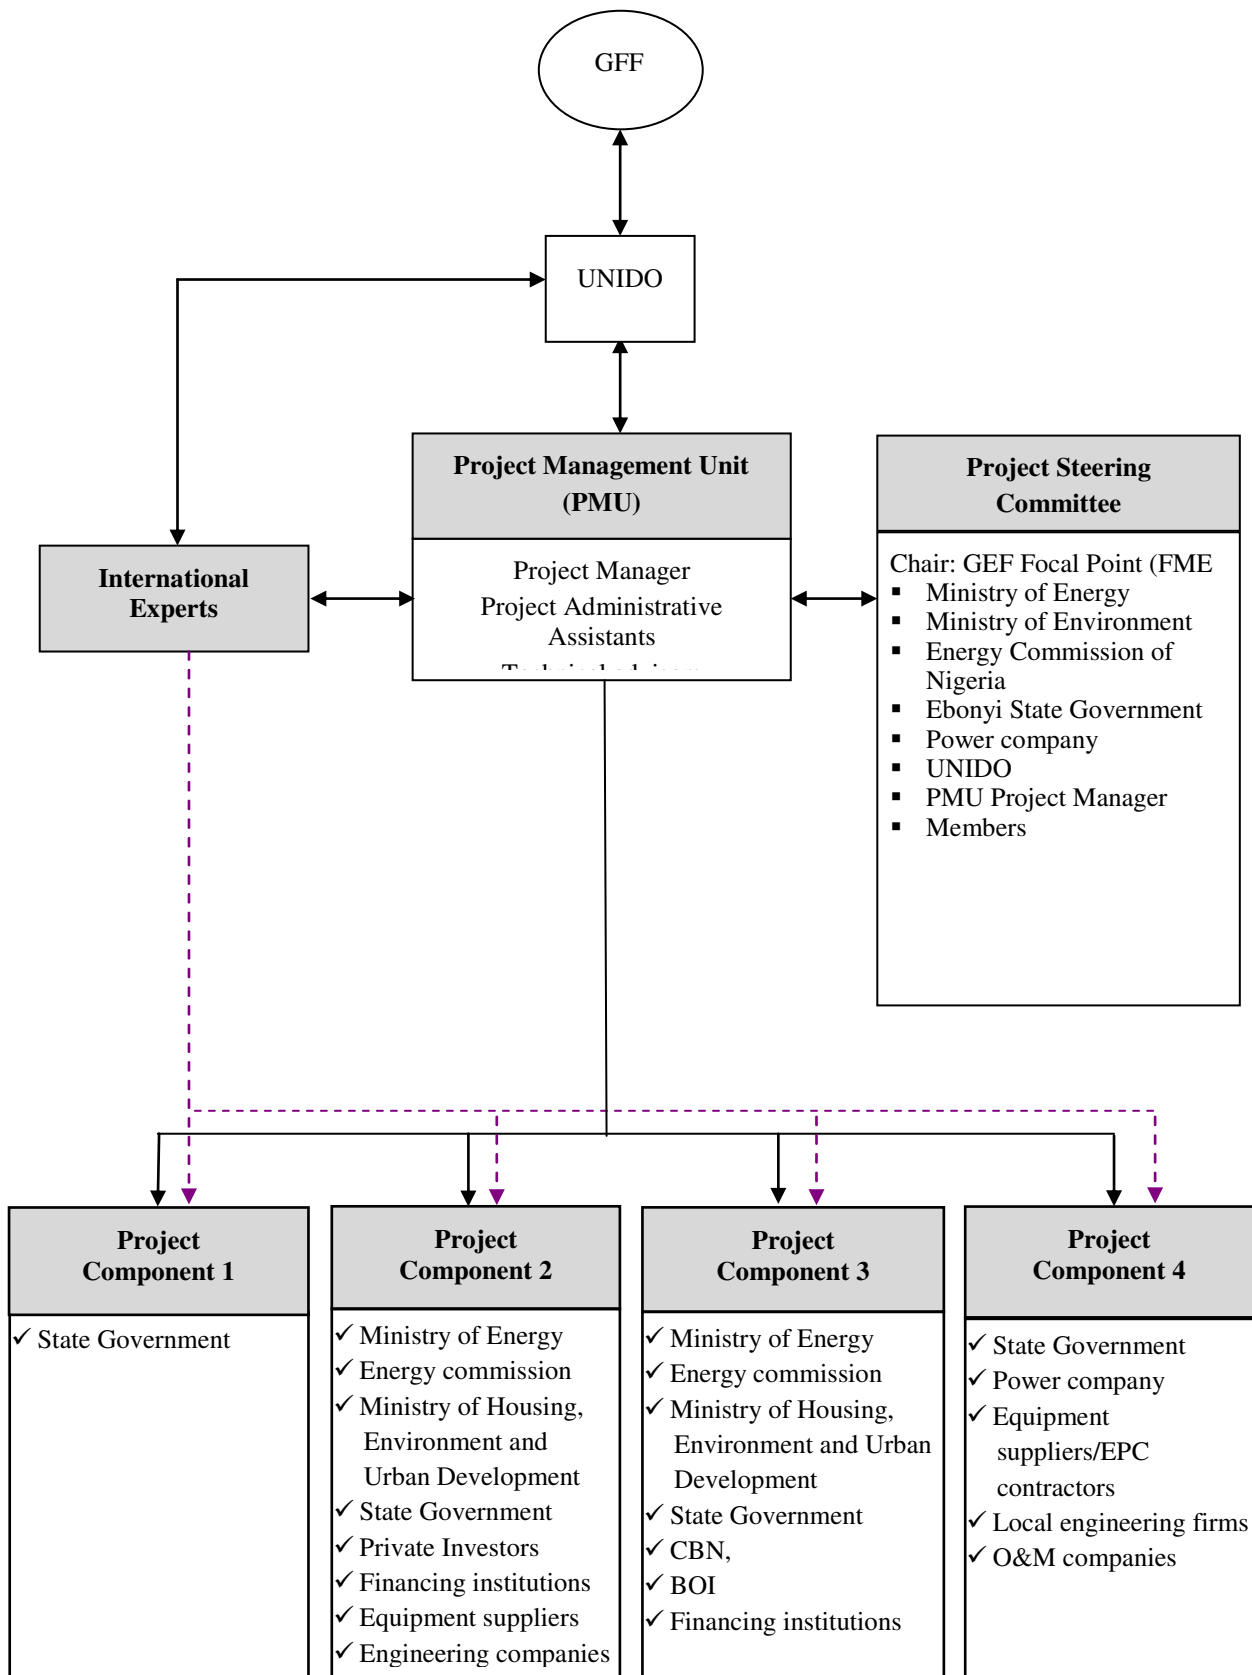 GFF
UNIDO
Project Management Unit
(PMU)
Project Manager
Project Administrative
Assistants
Project Steering
Committee
Chair: GEF Focal Point (FME
▪ Ministry of Energy
▪ Ministry of Environment
▪ Energy Commission of
Nigeria
▪ Ebonyi State Government
▪ Power company
▪ UNIDO
▪ PMU Project Manager
▪ Members
International
Experts
Project
Component 1
✓ State Government
Project
Component 2
✓ Ministry of Energy
✓ Energy commission
✓ Ministry of Housing,
Environment and
Urban Development
✓ State Government
✓ Private Investors
✓ Financing institutions
✓ Equipment suppliers
✓ Engineering companies
Project
Component 3
✓ Ministry of Energy
✓ Energy commission
✓ Ministry of Housing,
Environment and Urban
Development
✓ State Government
✓ CBN,
✓ BOI
✓ Financing institutions
Project
Component 4
✓ State Government
✓ Power company
✓ Equipment
suppliers/EPC
contractors
✓ Local engineering firms
✓ O&M companies